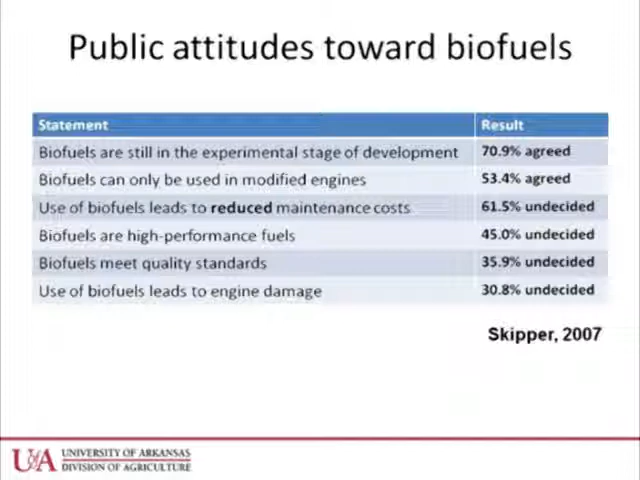 Public attitudes toward biofuels
Statement Result
Biofuels are still in the experimental stage of development 70.9% agreed
Biofuels can only be used in modified engines 53.4% agreed
Use of biofuels leads to reduced maintenance costs 61.5% undecided
Biofuels are high-performance fuels 45.0% undecided
Biofuels meet quality standards 35.9% undecided
Use of biofuels leads to engine damage 30.8% undecided
Skipper, 2007
UofA UNIVERSITY OF ARKANSAS
DIVISION OF AGRICULTURE